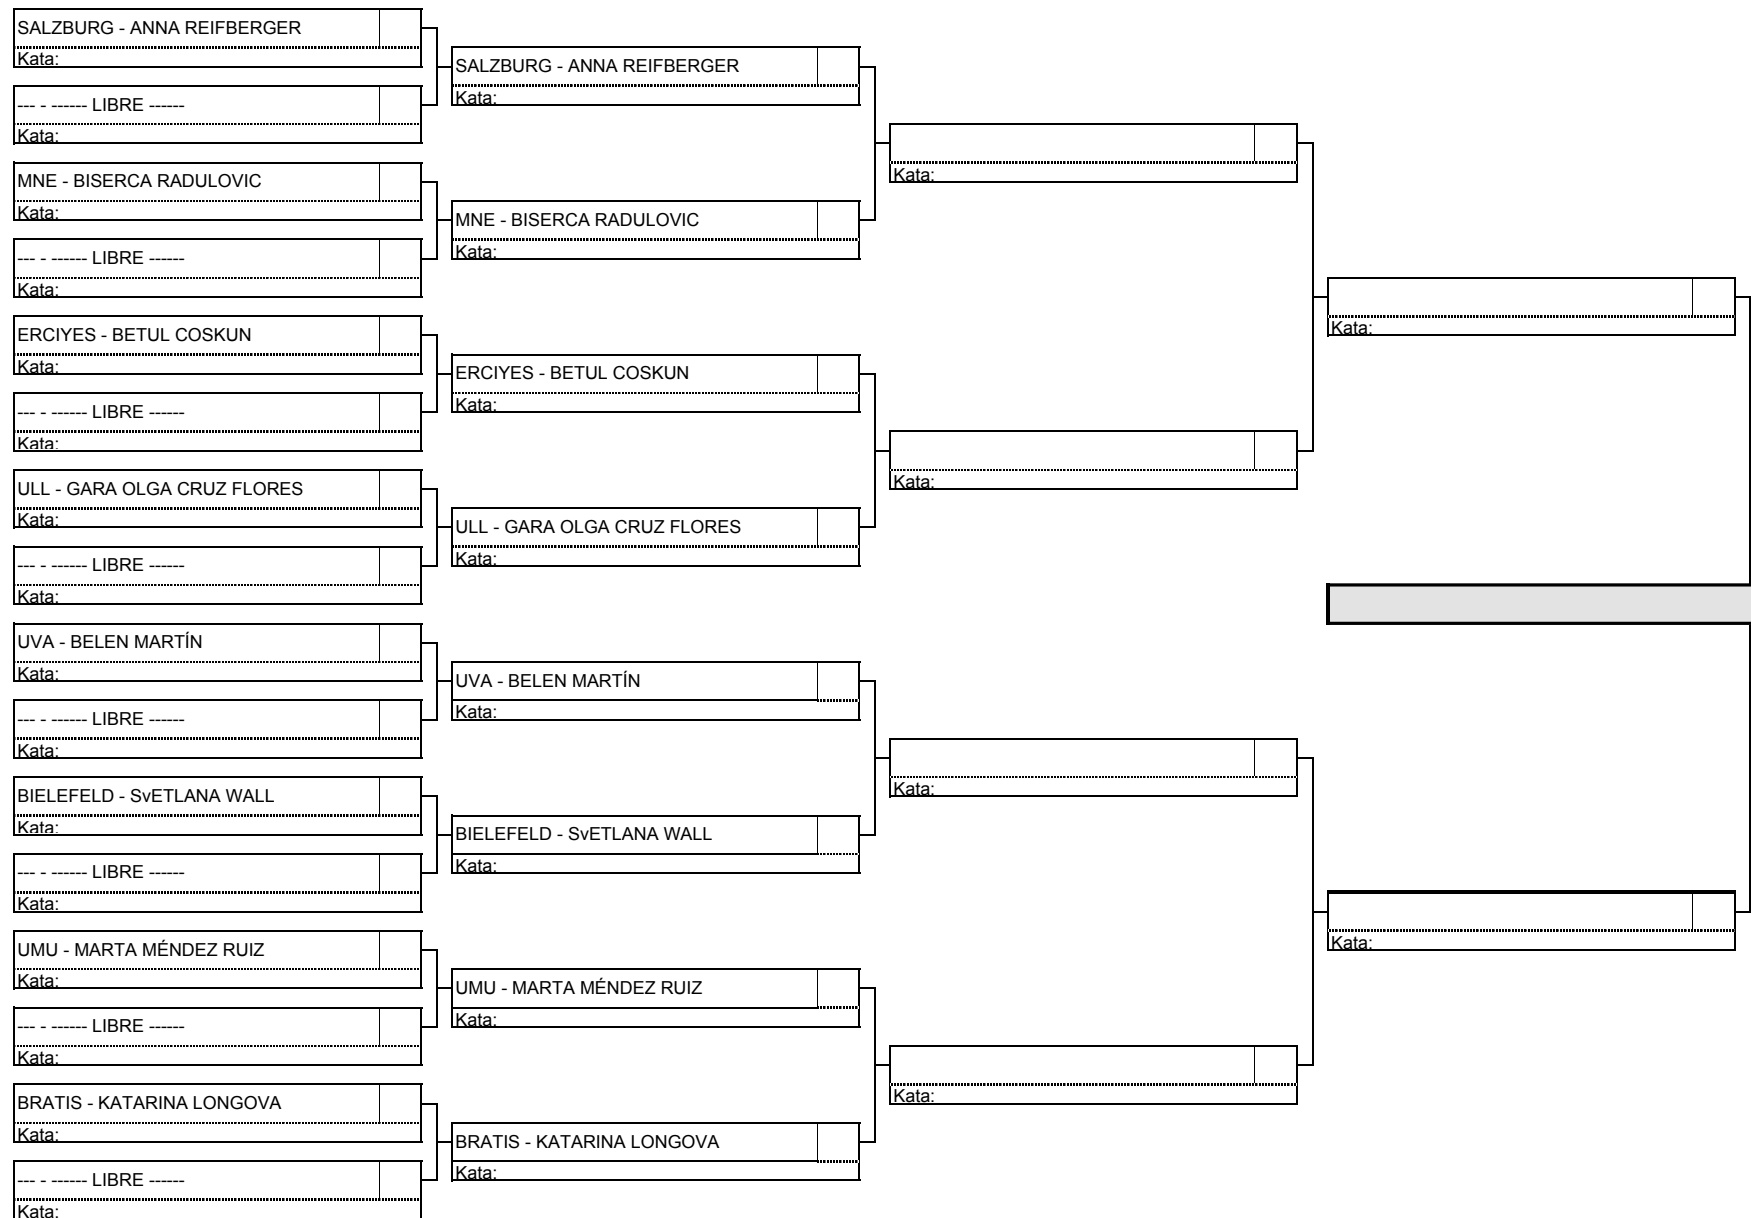 SALZBURG - ANNA REIFBERGER
Kata:
--- - ------ LIBRE ------
Kata:
MNE - BISERCA RADULOVIC
Kata:
--- - ------ LIBRE ------
Kata:
ERCIYES - BETUL COSKUN
Kata:
--- - ------ LIBRE ------
Kata:
ULL - GARA OLGA CRUZ FLORES
Kata:
--- - ------ LIBRE ------
Kata:
UVA - BELEN MARTÍN
Kata:
--- - ------ LIBRE ------
Kata:
BIELEFELD - SvETLANA WALL
Kata:
--- - ------ LIBRE ------
Kata:
UMU - MARTA MÉNDEZ RUIZ
Kata:
--- - ------ LIBRE ------
Kata:
BRATIS - KATARINA LONGOVA
Kata:
--- - ------ LIBRE ------
Kata:
SALZBURG - ANNA REIFBERGER
Kata:
MNE - BISERCA RADULOVIC
Kata:
ERCIYES - BETUL COSKUN
Kata:
ULL - GARA OLGA CRUZ FLORES
Kata:
UVA - BELEN MARTÍN
Kata:
BIELEFELD - SvETLANA WALL
Kata:
UMU - MARTA MÉNDEZ RUIZ
Kata:
BRATIS - KATARINA LONGOVA
Kata:
Kata:
Kata:
Kata:
Kata:
Kata:
Kata: